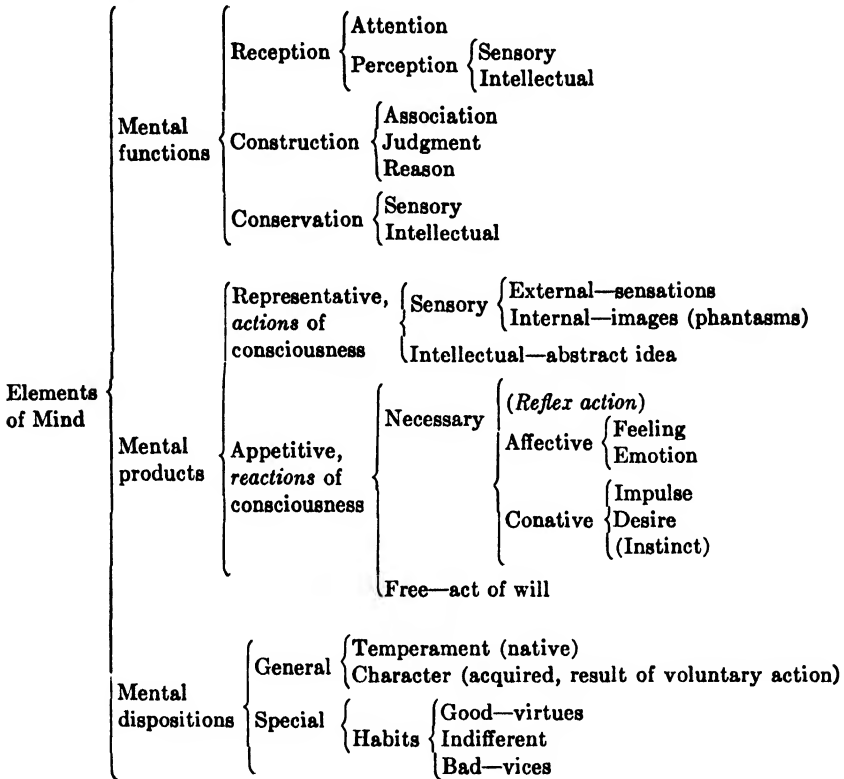 Attention
Reception
Perception
Sensory
Intellectual
Mental
functions
Construction
Association
Judgment
Reason
Conservation
Sensory
Intellectual
Elements
of Mind
Mental
products
Representative,
actions of
consciousness
Sensory
External—sensations
Internal—images (phantasms)
Intellectual—abstract idea
Appetitive,
reactions of
consciousness
Necessary
(Reflex action)
Affective
Feeling
Emotion
Conative
Impulse
Desire
(Instinct)
Free—act of will
Mental
dispositions
General
Temperament (native)
Character (acquired, result of voluntary action)
Special
Habits
Good—virtues
Indifferent
Bad—vices